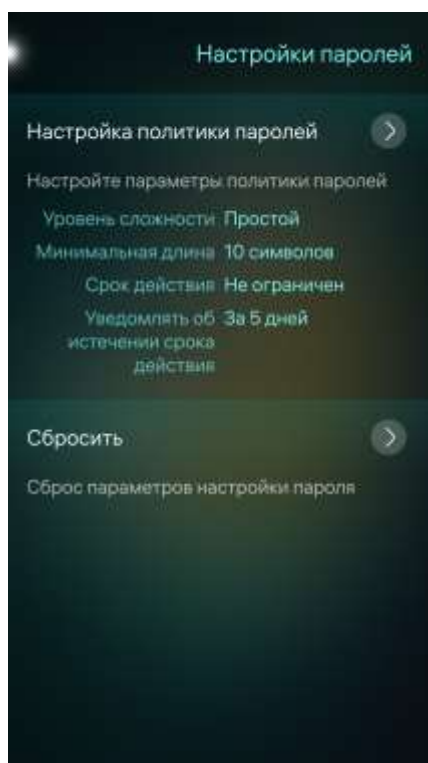 Настройки паролей
Настройка политики паролей
Настройте параметры политики паролей
Уровень сложности Простой
Минимальная длина 10 символов
Срок действия Не ограничен
Уведомлять об За 5 дней
истечении срока
действия
Сбросить
Сброс параметров настройки пароля